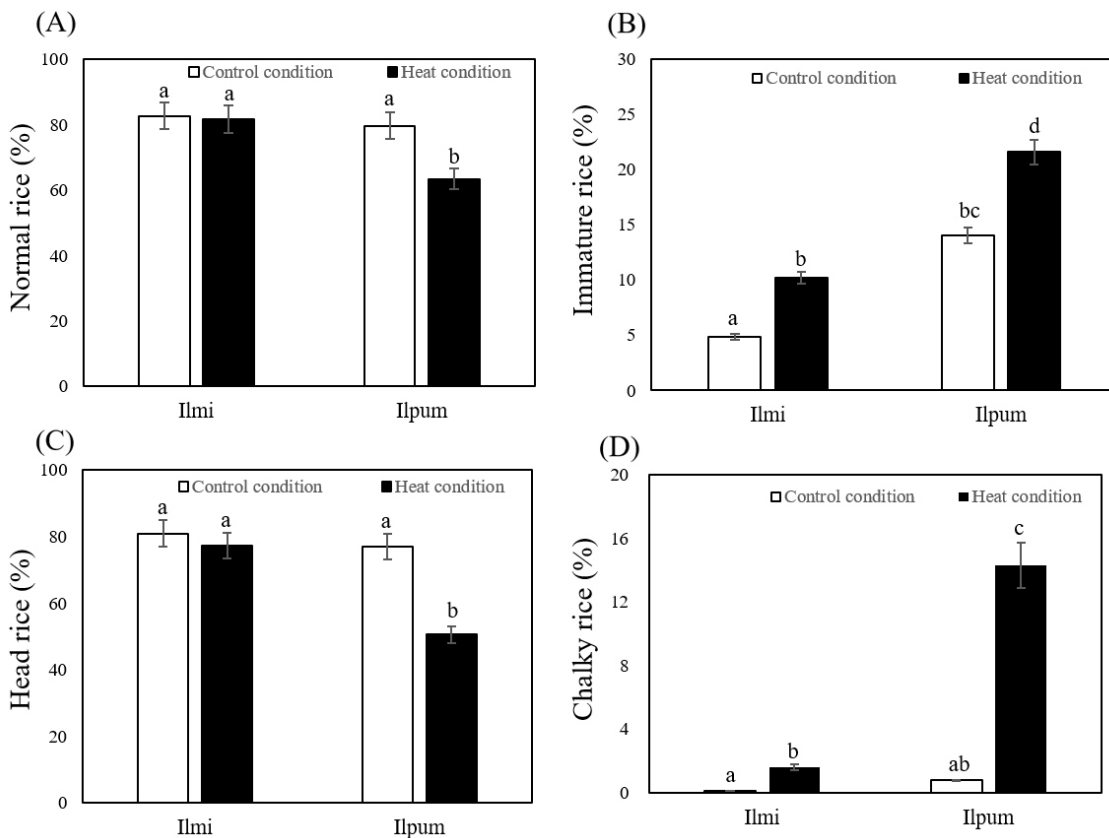 (A)
Normal rice (%)
100
80
60
40
20
0
Control condition
Heat condition
a
a
a
b
Ilmi
Ilpum
(B)
Immature rice (%)
30
25
20
15
10
5
0
Control condition
Heat condition
a
b
bc
d
Ilmi
Ilpum
(C)
Head rice (%)
100
80
60
40
20
0
Control condition
Heat condition
a
a
a
b
Ilmi
Ilpum
(D)
Chalky rice (%)
20
16
12
8
4
0
Control condition
Heat condition
a
b
ab
c
Ilmi
Ilpum